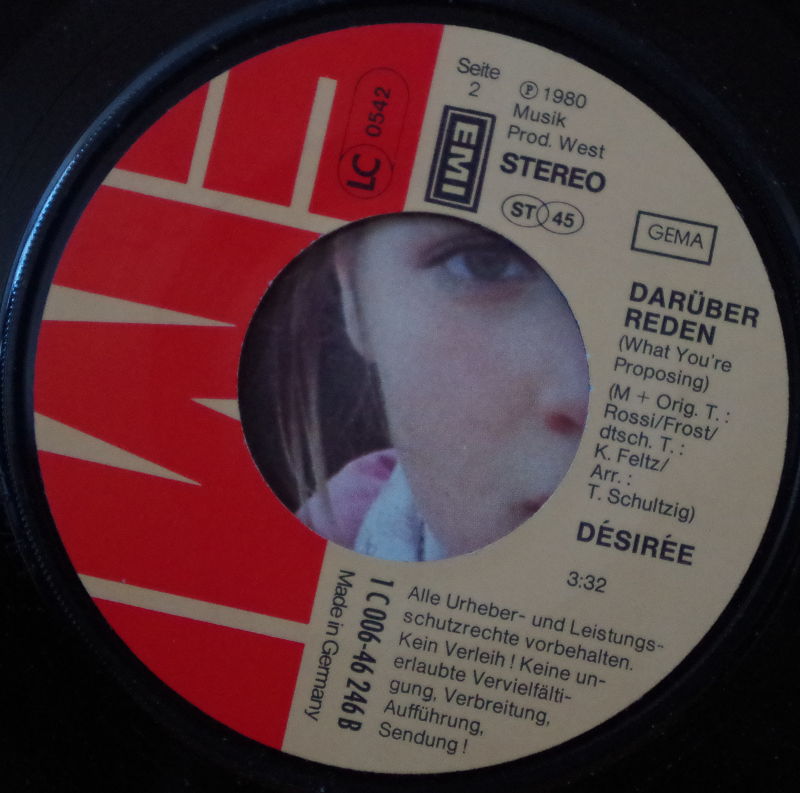 LC 0542
EMI
Seite
2
Ⓟ 1980
Musik
Prod. West
STEREO
ST 45
GEMA
DARÜBER
REDEN
(What You're
Proposing)
(M + Orig. T. :
Rossi/Frost/
dtsch. T. :
K. Feltz/
Arr. :
T. Schultzig)
DÉSIRÉE
3:32
Alle Urheber- und Leistungs-
schutzrechte vorbehalten.
Kein Verleih ! Keine un-
erlaubte Vervielfälti-
gung, Verbreitung,
Aufführung,
Sendung !
1 C 006-46 246 B
Made in Germany
EMI